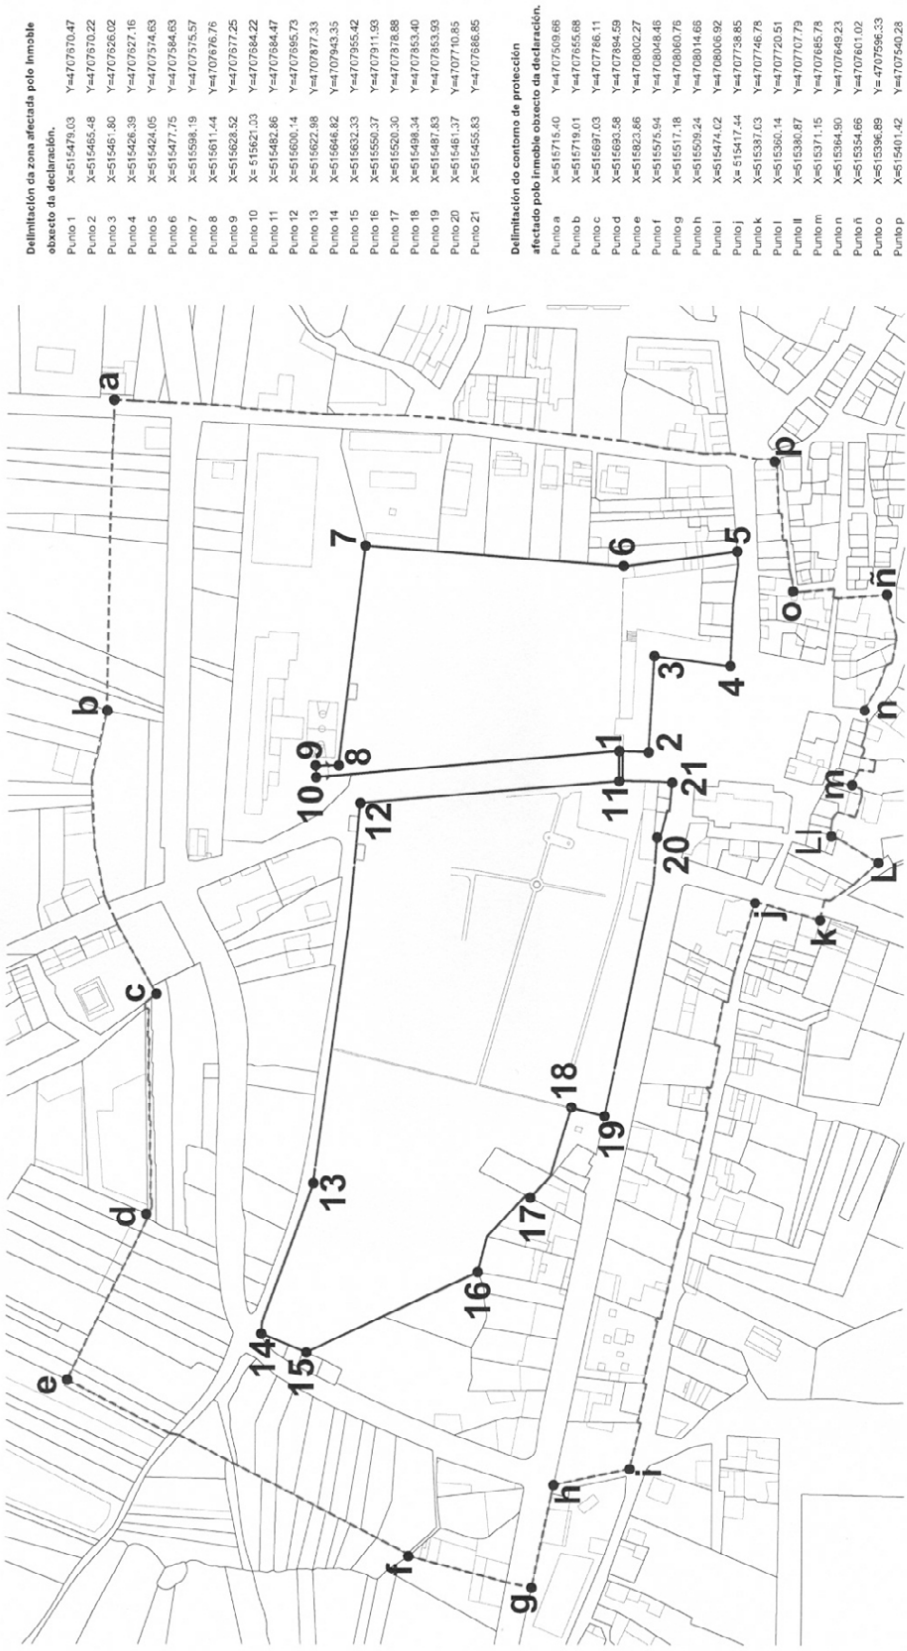 Delimitación da zona afectada polo inmoble
obxecto da declaración.
Punto 1 X=515479.03 Y=4707670.47
Punto 2 X=515465.48 Y=4707670.22
Punto 3 X=515461.80 Y=4707626.02
Punto 4 X=515426.39 Y=4707627.16
Punto 5 X=515424.05 Y=4707574.63
Punto 6 X=515477.75 Y=4707584.63
Punto 7 X=515598.19 Y=4707575.57
Punto 8 X=515611.44 Y=4707676.76
Punto 9 X=515628.52 Y=4707677.25
Punto 10 X= 515621.03 Y=4707684.22
Punto 11 X=515482.86 Y=4707684.47
Punto 12 X=515600.14 Y=4707695.73
Punto 13 X=515622.98 Y=4707877.33
Punto 14 X=515646.82 Y=4707943.35
Punto 15 X=515632.33 Y=4707955.42
Punto 16 X=515550.37 Y=4707911.93
Punto 17 X=515520.30 Y=4707878.88
Punto 18 X=515498.34 Y=4707853.40
Punto 19 X=515487.83 Y=4707853.93
Punto 20 X=515461.37 Y=4707710.85
Punto 21 X=515455.83 Y=4707686.85
Delimitación do contorno de protección
afectado polo inmoble obxecto da declaración.
Punto a X=515715.40 Y=4707509.66
Punto b X=515719.01 Y=4707655.68
Punto c X=515697.03 Y=4707786.11
Punto d X=515693.58 Y=4707894.59
Punto e X=515823.86 Y=4708002.27
Punto f X=515575.94 Y=4708048.46
Punto g X=515517.18 Y=4708060.76
Punto h X=515509.24 Y=4708014.66
Punto i X=515474.02 Y=4708006.92
Punto j X= 515417.44 Y=4707738.85
Punto k X=515387.03 Y=4707746.78
Punto l X=515360.14 Y=4707720.51
Punto ll X=515380.87 Y=4707707.79
Punto m X=515371.15 Y=4707685.78
Punto n X=515364.90 Y=4707649.23
Punto ñ X=515354.66 Y=4707601.02
Punto o X=515396.89 Y= 4707596.33
Punto p X=515401.42 Y=4707540.28
a
b
c
d
e
f
g
h
i
j
k
L
Ll
m
n
ñ
o
p
1
2
3
4
5
6
7
8
9
10
11
12
13
14
15
16
17
18
19
20
21